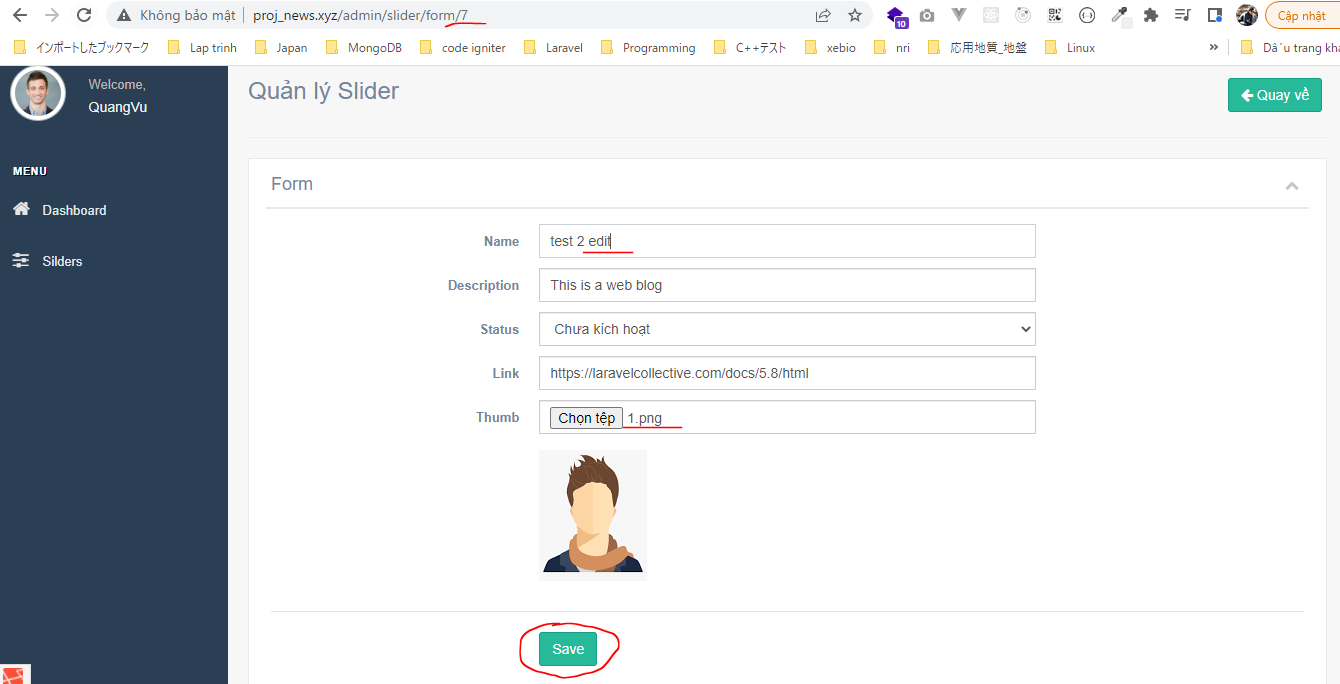 Không bảo mật proj_news.xyz/admin/slider/form/7 10 Cập nhật
インポートしたブックマーク Lap trinh Japan MongoDB code igniter Laravel Programming C++テスト xebio nri 応用地質_地盤 Linux » Dấu trang khá
Welcome,
QuangVu
Quản lý Slider
Quay về
MENU
Dashboard
Silders
Form
Name test 2 edit
Description This is a web blog
Status Chưa kích hoạt
Link https://laravelcollective.com/docs/5.8/html
Thumb Chọn tệp 1.png
Save